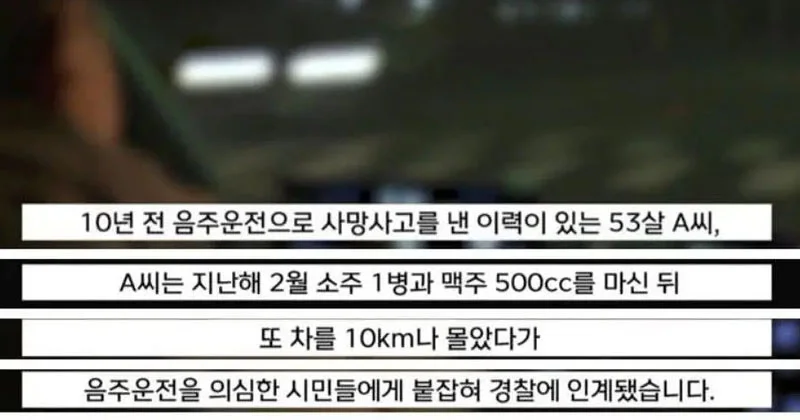 10년 전 음주운전으로 사망사고를 낸 이력이 있는 53살 A씨,
A씨는 지난해 2월 소주 1병과 맥주 500cc를 마신 뒤
또 차를 10km나 몰았다가
음주운전을 의심한 시민들에게 붙잡혀 경찰에 인계됐습니다.